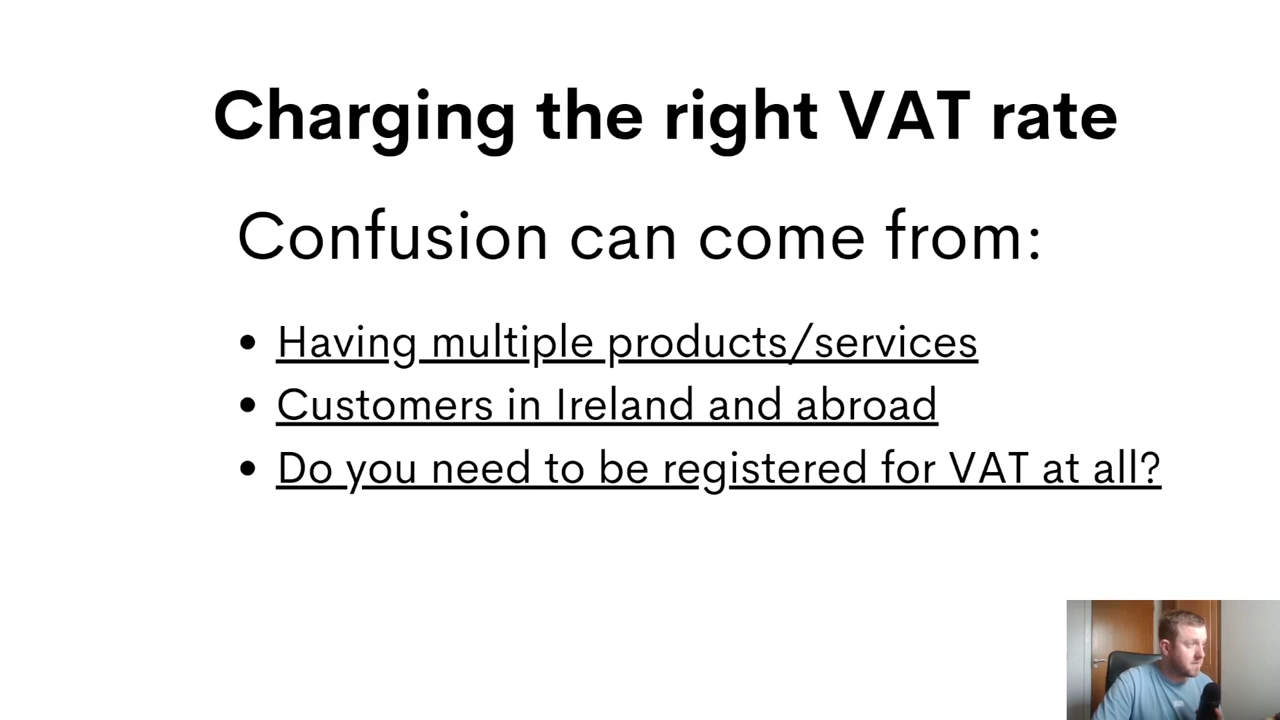 Charging the right VAT rate
Confusion can come from:
• Having multiple products/services
• Customers in Ireland and abroad
• Do you need to be registered for VAT at all?